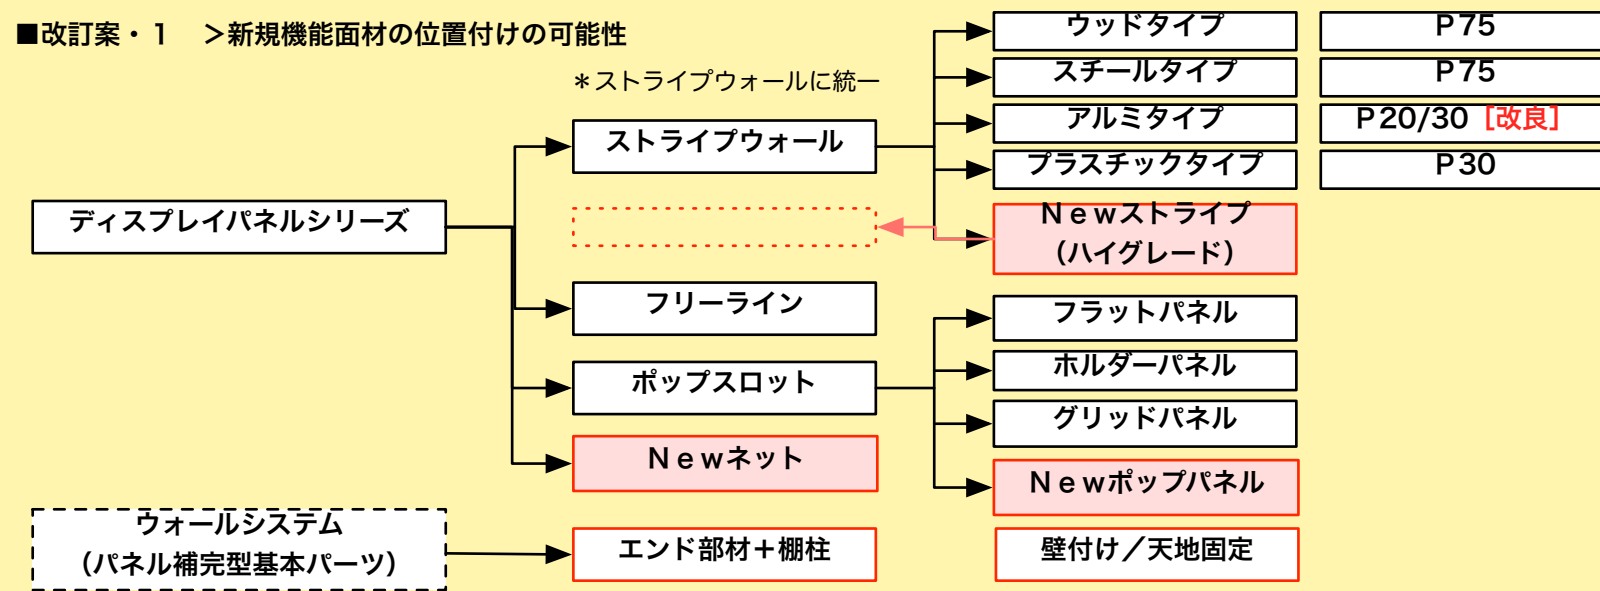 ■改訂案・１　＞新規機能面材の位置付けの可能性
＊ストライプウォールに統一
ディスプレイパネルシリーズ
ストライプウォール
フリーライン
ポップスロット
Ｎｅｗネット
ウッドタイプ
Ｐ75
スチールタイプ
Ｐ75
アルミタイプ
Ｐ20/30［改良］
プラスチックタイプ
Ｐ30
Ｎｅｗストライプ
（ハイグレード）
フラットパネル
ホルダーパネル
グリッドパネル
Ｎｅｗポップパネル
ウォールシステム
（パネル補完型基本パーツ）
エンド部材＋棚柱
壁付け／天地固定